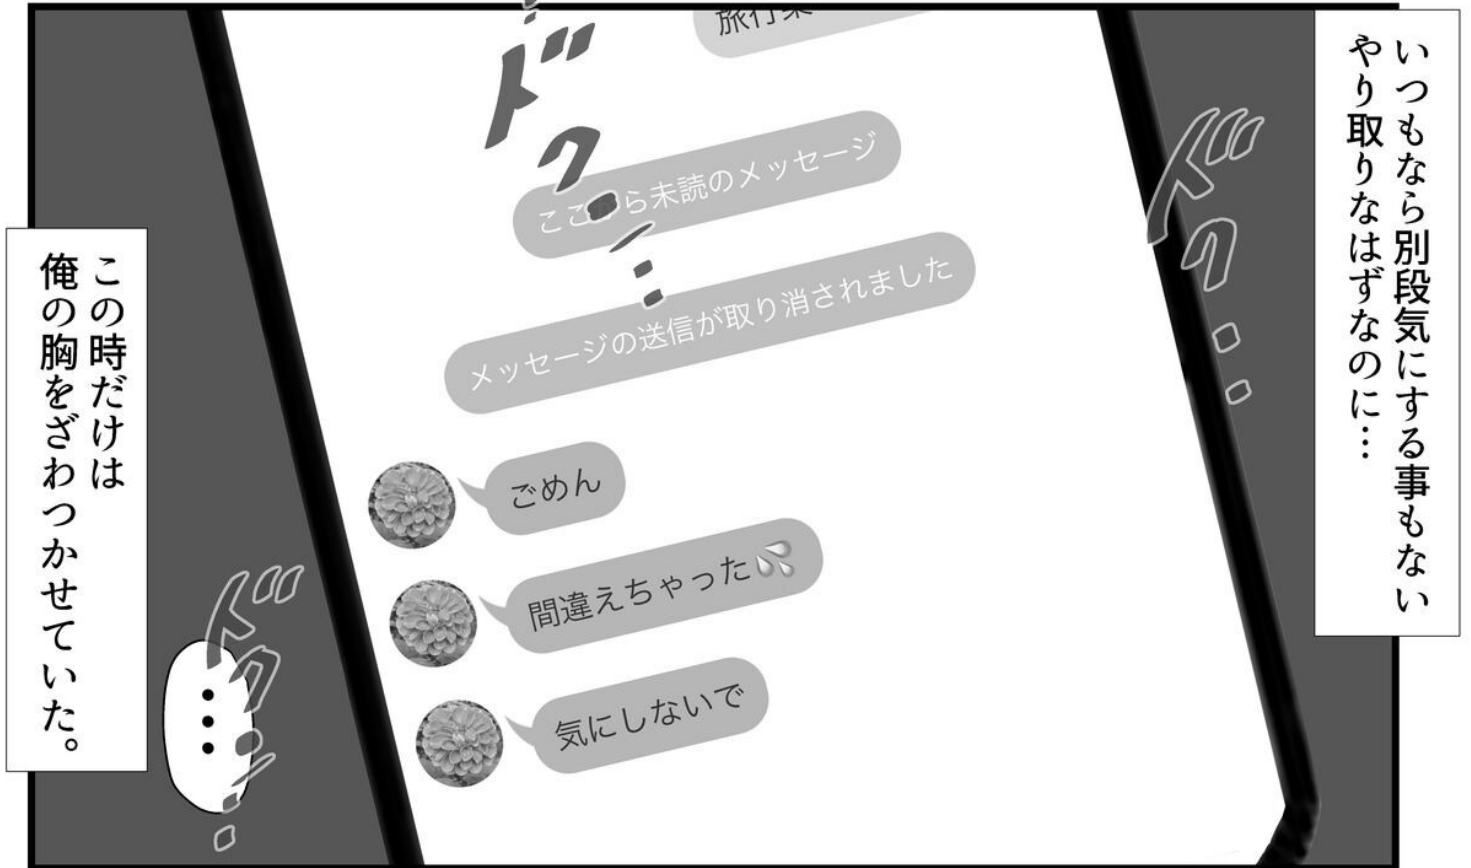 いつもなら別段気にする事もない
やり取りなはずなのに…
ドクン…
旅行楽
ドクン…
ここから未読のメッセージ
メッセージの送信が取り消されました
ごめん
間違えちゃった💦
気にしないで
この時だけは
俺の胸をざわつかせていた。
ドクン…
…